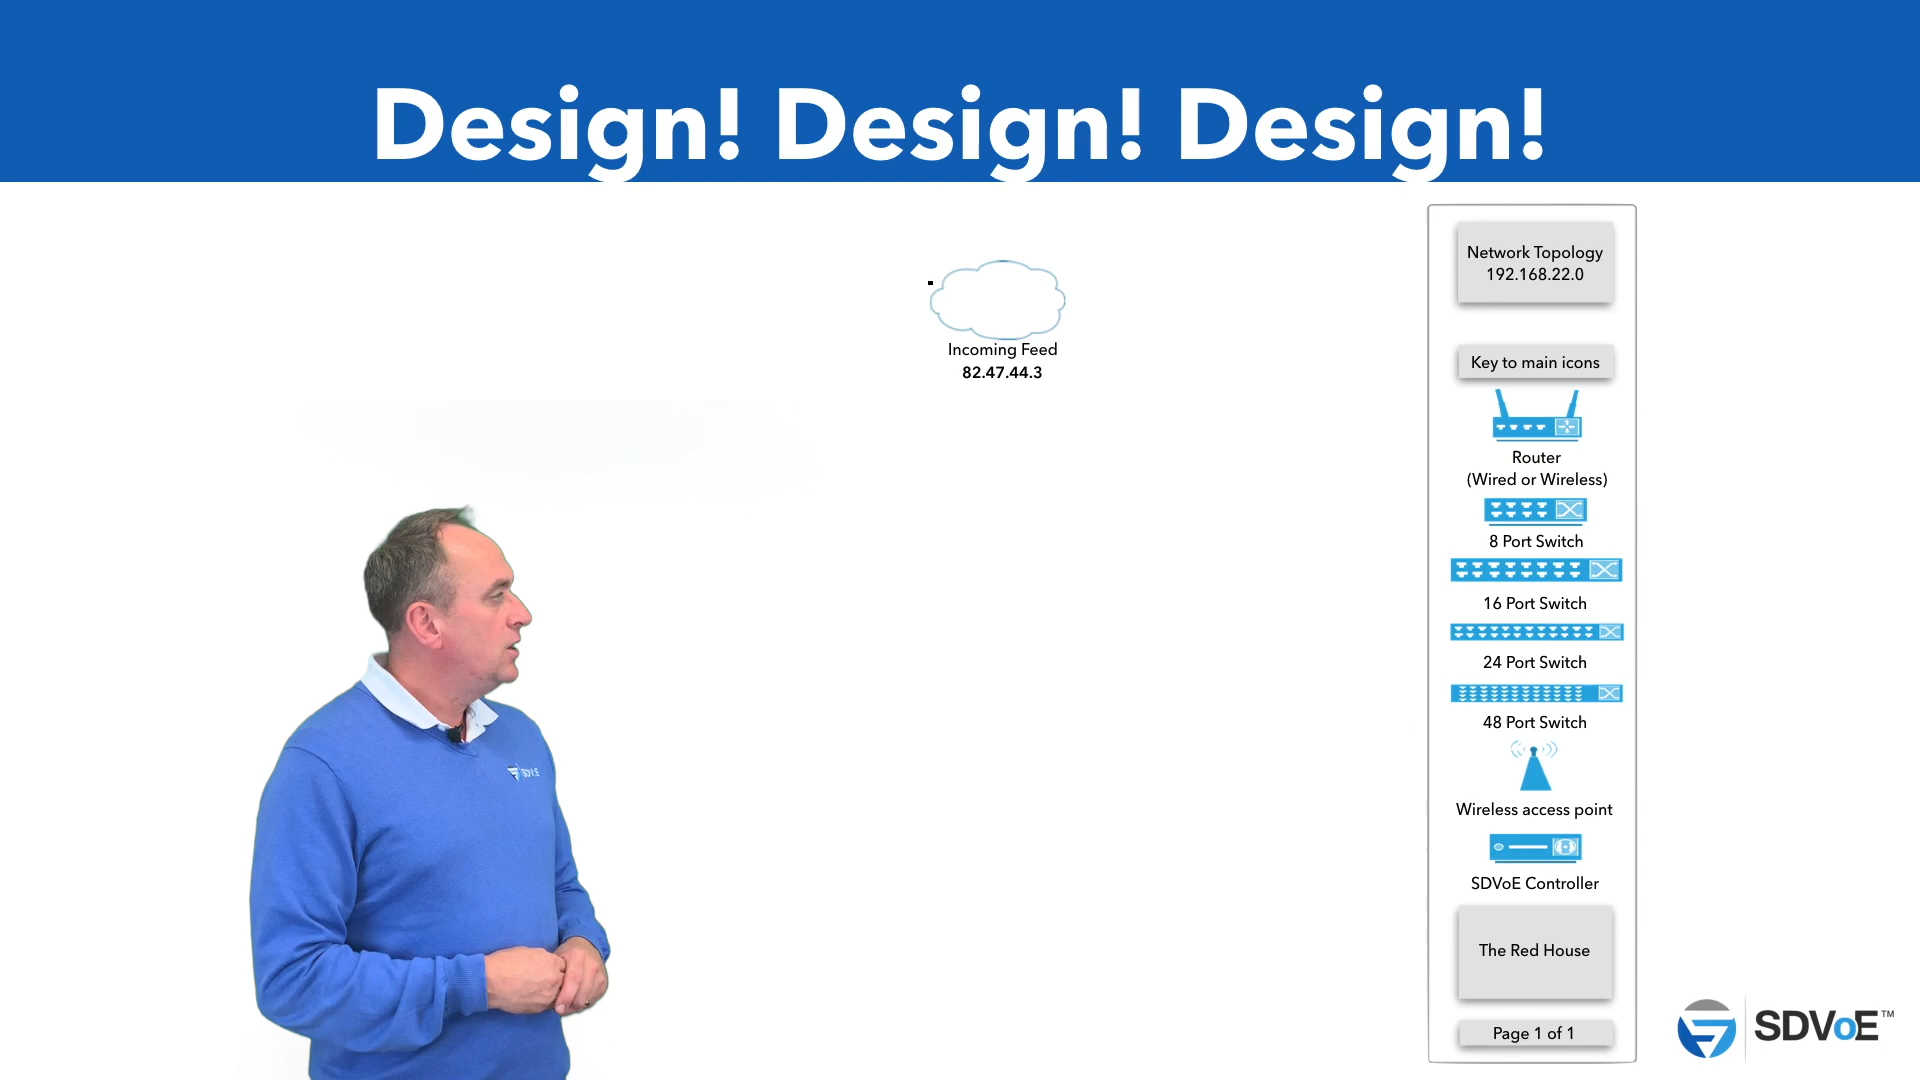 Design! Design! Design!
Incoming Feed
82.47.44.3
Network Topology
192.168.22.0
Key to main icons
Router
(Wired or Wireless)
8 Port Switch
16 Port Switch
24 Port Switch
48 Port Switch
Wireless access point
SDVoE Controller
The Red House
Page 1 of 1
SDVoE™
SDVoE